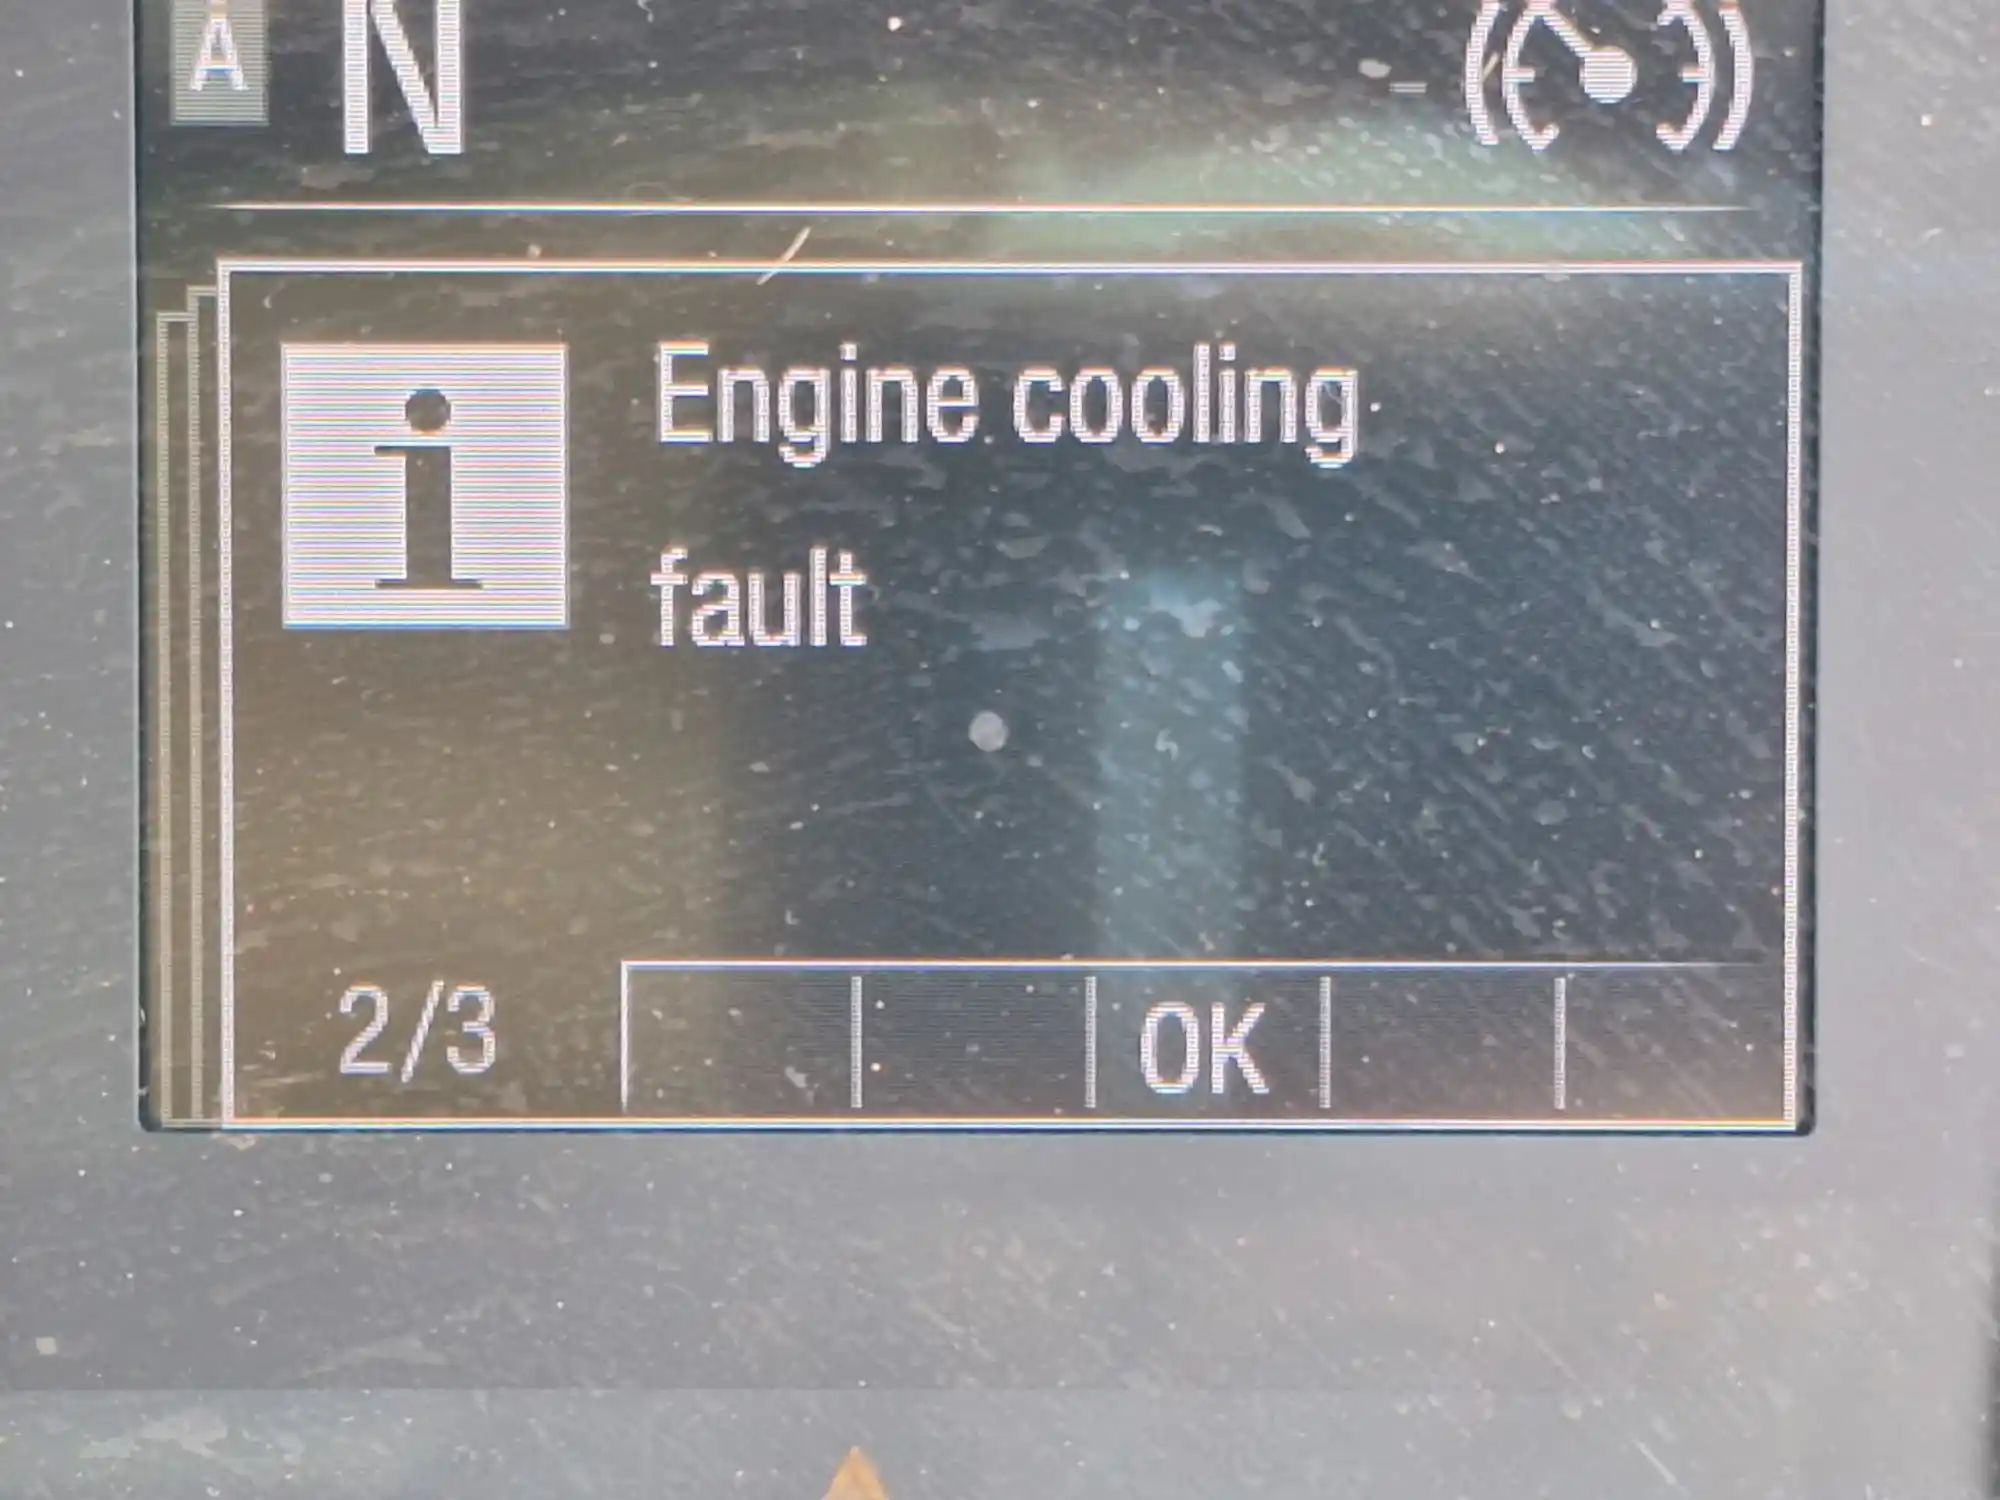 A N
Engine cooling
fault
2/3 OK